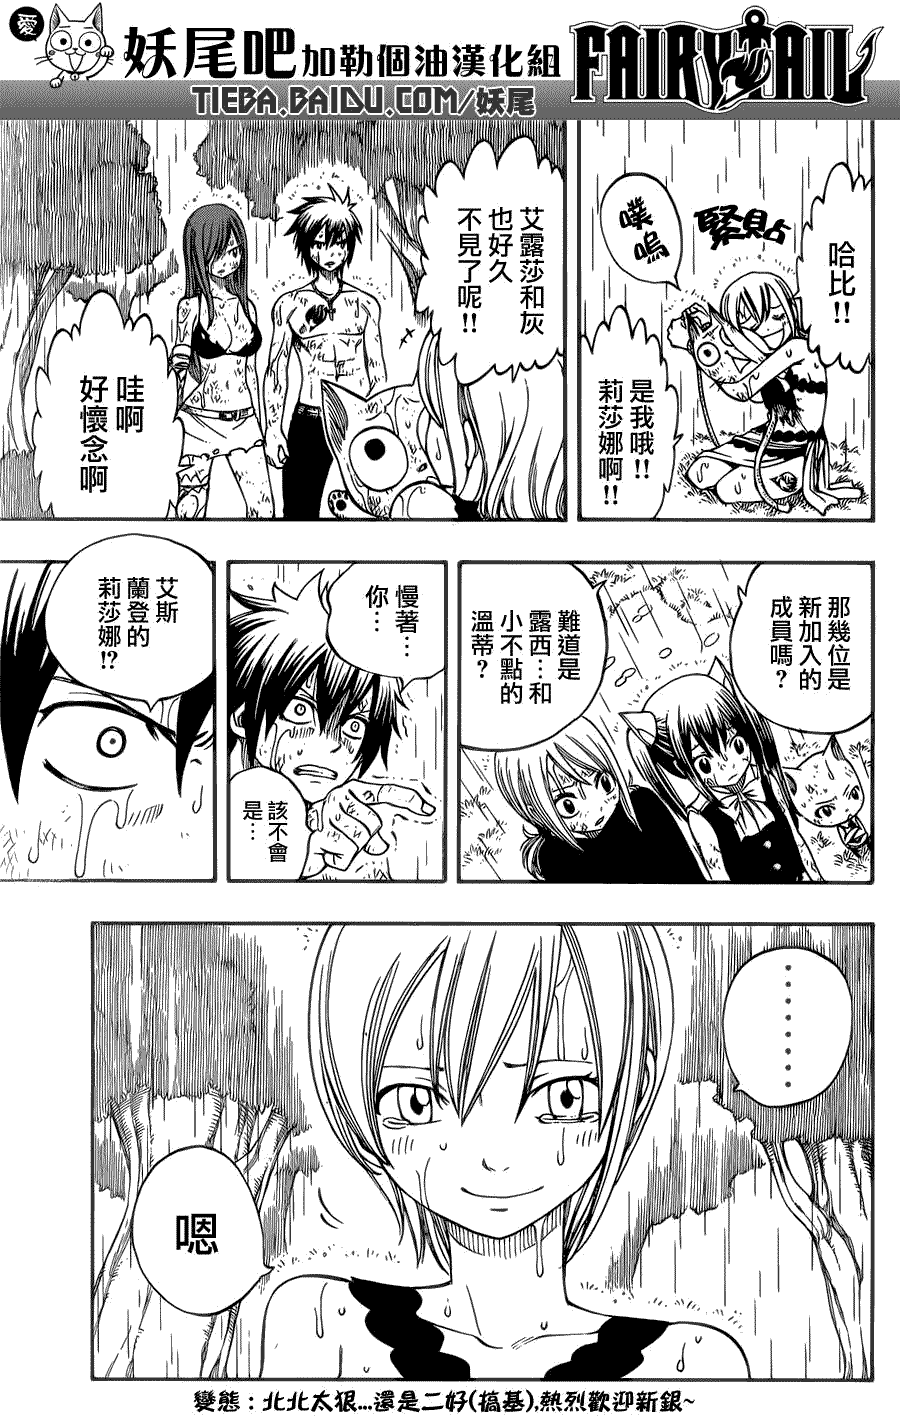 愛
妖尾吧加勒個油漢化組
TIEBA.BAIDU.COM/妖尾
FAIRY TAIL
哈比!!
緊貼
噗
嗚
是我哦!!
莉莎娜啊!!
艾露莎和灰
也好久
不見了呢!!
哇啊
好懷念啊
那幾位是
新加入的
成員嗎?
難道是
露西…和
小不點的
溫蒂?
慢著…
你…
該不會
是…
艾斯
蘭登的
莉莎娜!?
………
嗯
變態:北北太狠...還是二好(搞基),熱烈歡迎新銀~